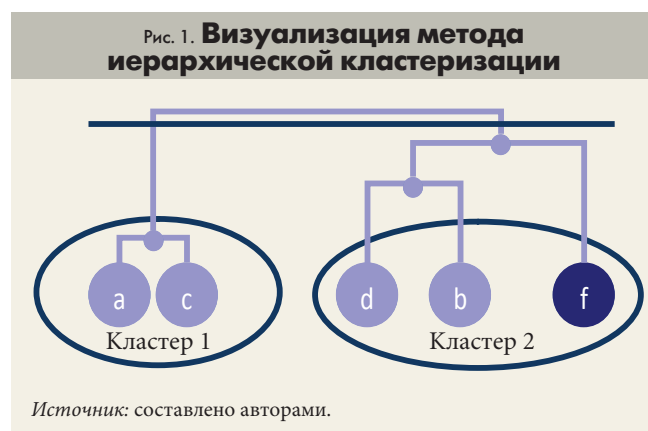 Рис. 1. Визуализация метода
иерархической кластеризации
a c d b f
Кластер 1 Кластер 2
Источник: составлено авторами.